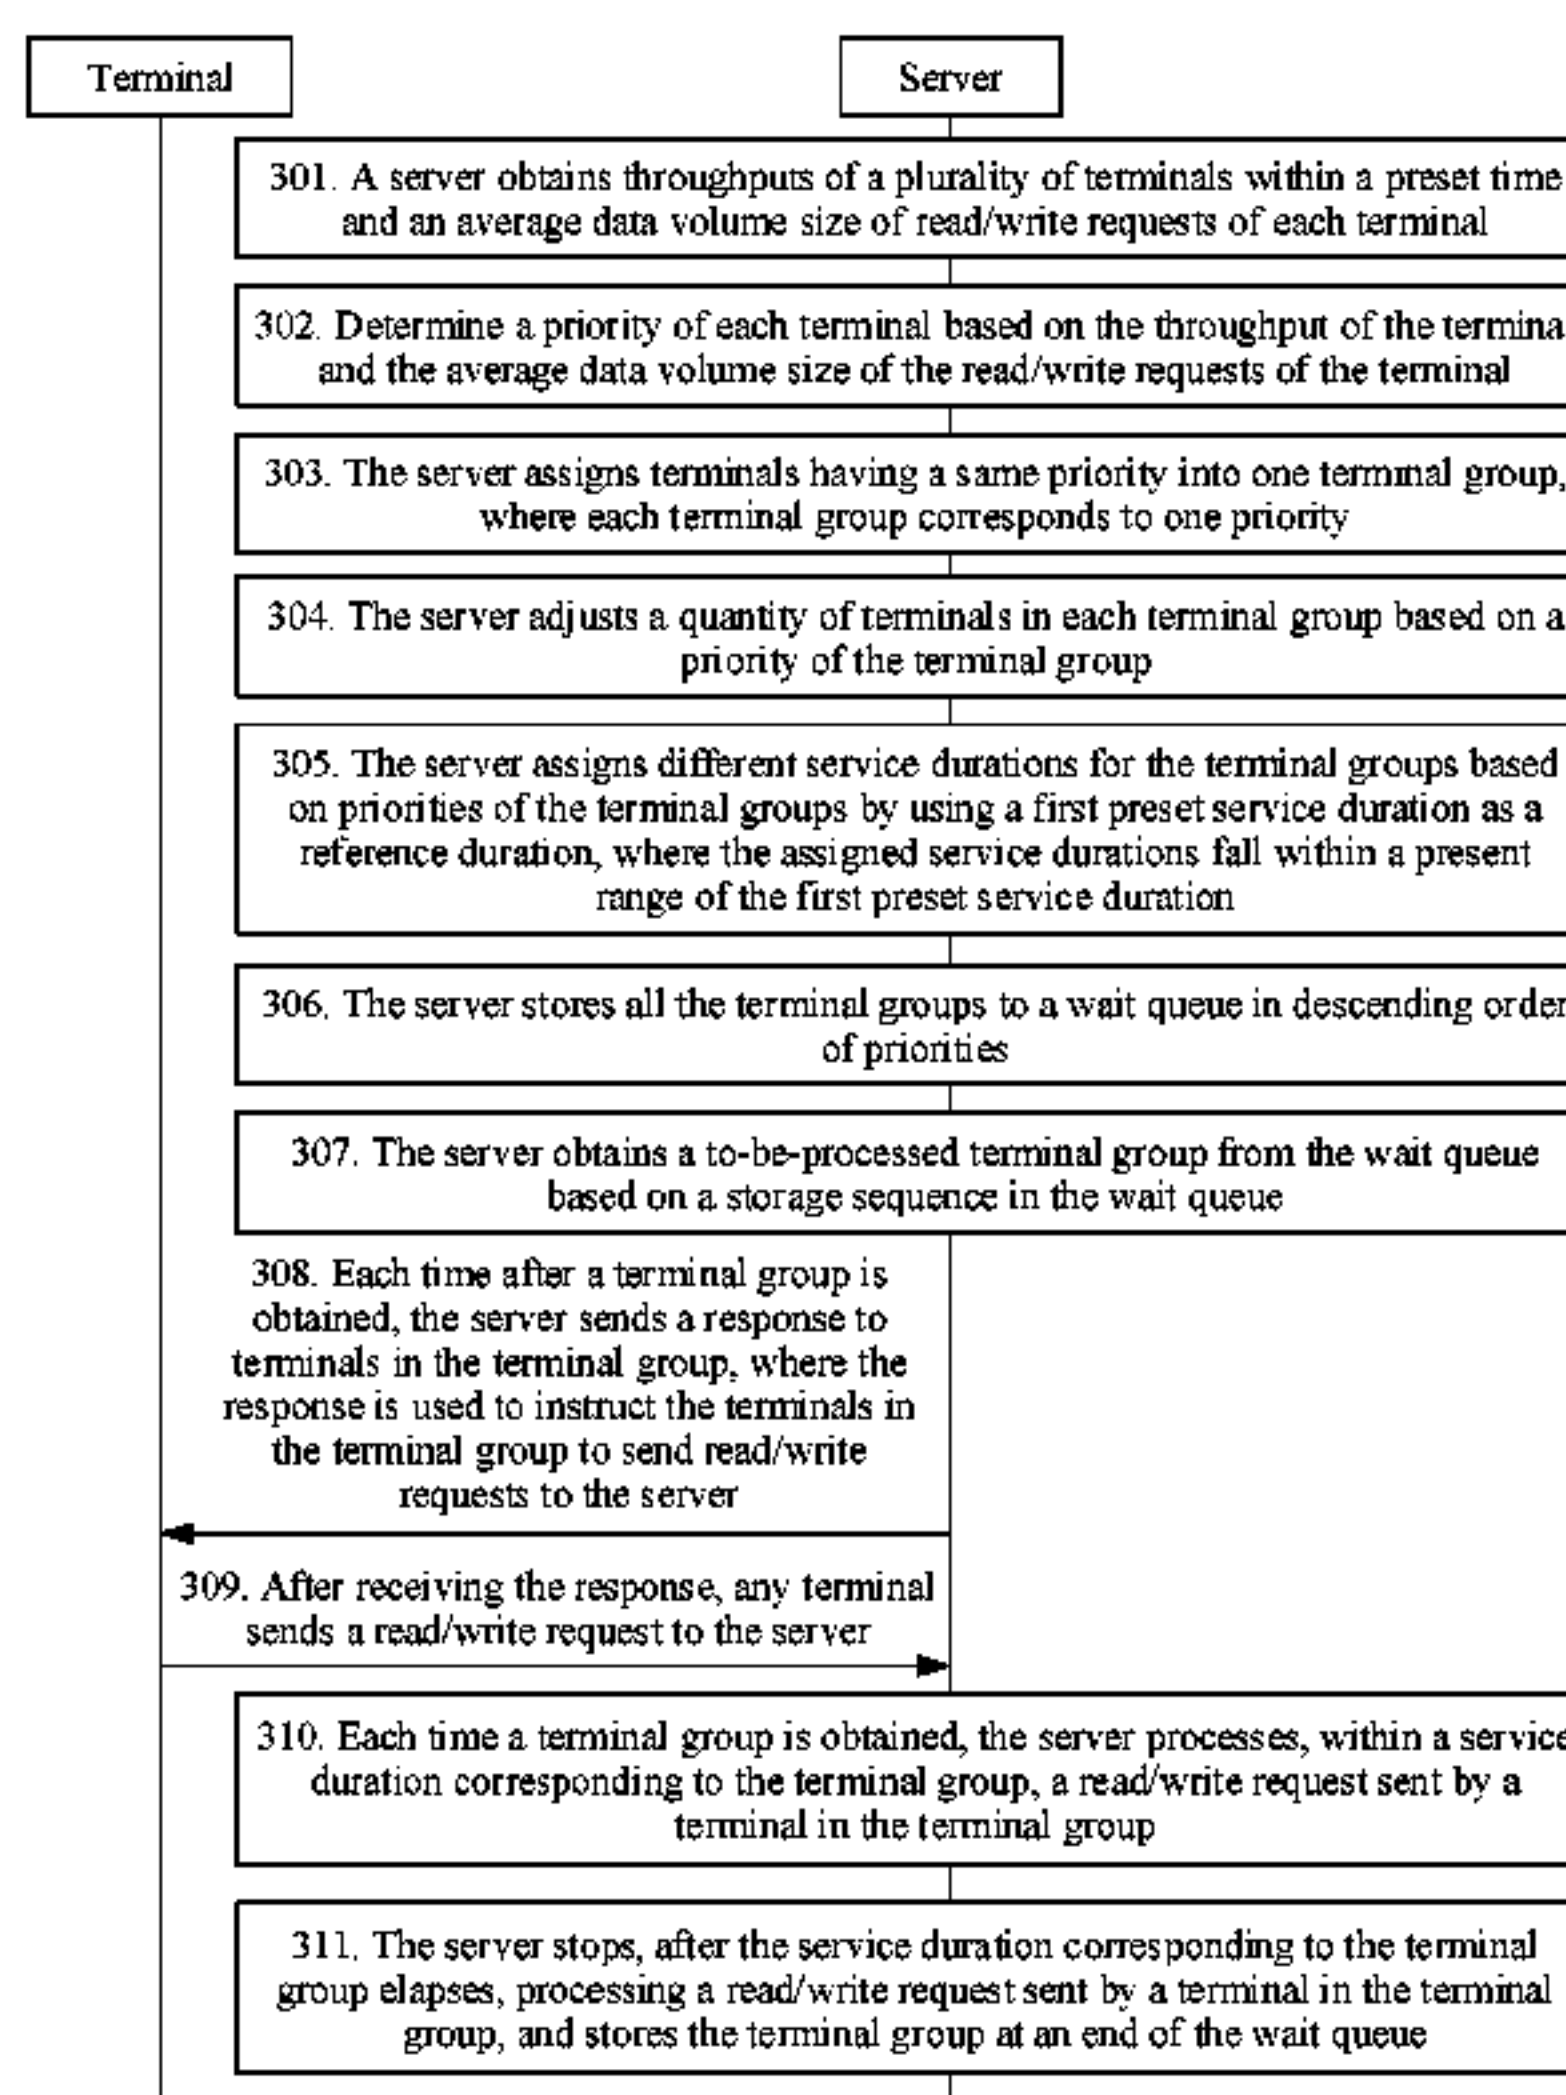 Terminal
Server
301. A server obtains throughputs of a plurality of terminals within a preset time
and an average data volume size of read/write requests of each terminal
302. Determine a priority of each terminal based on the throughput of the termina
and the average data volume size of the read/write requests of the terminal
303. The server assigns terminals having a same priority into one terminal group,
where each terminal group corresponds to one priority
304. The server adjusts a quantity of terminals in each terminal group based on a
priority of the terminal group
305. The server assigns different service durations for the terminal groups based
on priorities of the terminal groups by using a first preset service duration as a
reference duration, where the assigned service durations fall within a present
range of the first preset service duration
306. The server stores all the terminal groups to a wait queue in descending order
of priorities
307. The server obtains a to-be-processed terminal group from the wait queue
based on a storage sequence in the wait queue
308. Each time after a terminal group is
obtained, the server sends a response to
terminals in the terminal group, where the
response is used to instruct the terminals in
the terminal group to send read/write
requests to the server
309. After receiving the response, any terminal
sends a read/write request to the server
310. Each time a terminal group is obtained, the server processes, within a service
duration corresponding to the terminal group, a read/write request sent by a
terminal in the terminal group
311. The server stops, after the service duration corresponding to the terminal
group elapses, processing a read/write request sent by a terminal in the terminal
group, and stores the terminal group at an end of the wait queue